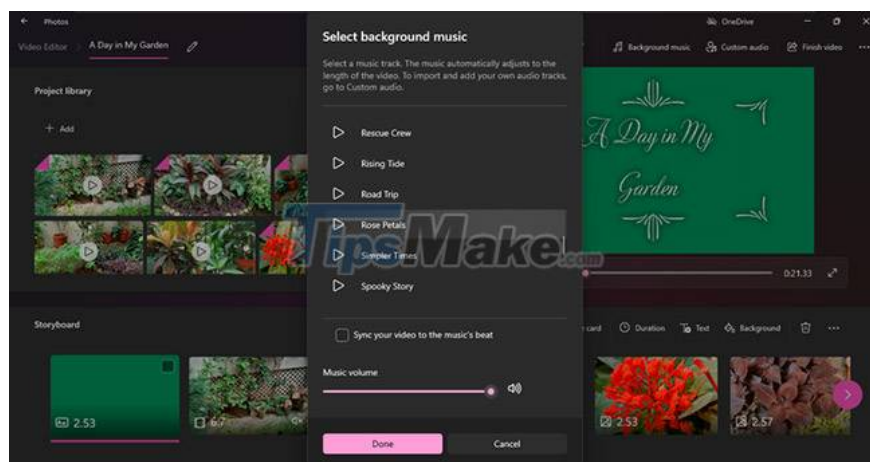 Photos
OneDrive
Video Editor
A Day in My Garden
Background music
Custom audio
Finish video
Project library
Add
Select background music
Select a music track. The music automatically adjusts to the
length of the video. To import and add your own audio tracks,
go to Custom audio.
Rescue Crew
Rising Tide
Road Trip
Rose Petals
Simpler Times
Spooky Story
Sync your video to the music's beat
Music volume
Done
Cancel
A Day in My
Garden
0:21.33
TipsMake.com
Storyboard
card
Duration
Text
Background
2.53
6.7
2.53
2.57